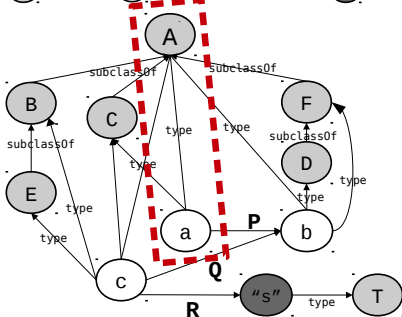 A
subclassOf
subclassOf
B
C
F
type
type
subclassOf
subclassOf
type
D
E
type
type
type
type
a
P
b
Q
c
"s"
type
T
R